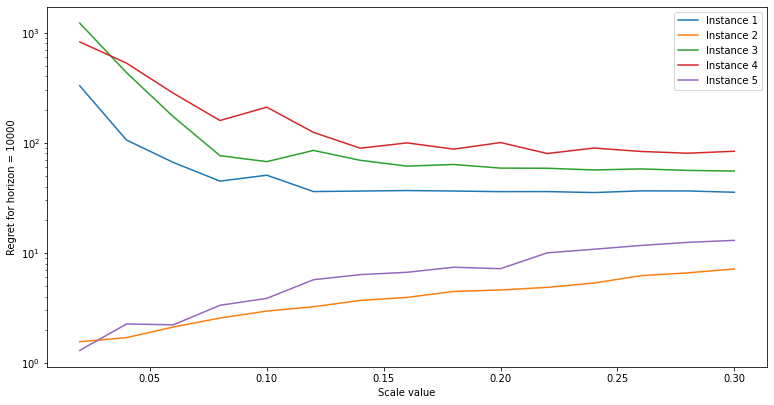 Instance 1
Instance 2
Instance 3
Instance 4
Instance 5
Regret for horizon = 10000
10³
10²
10¹
10⁰
0.05 0.10 0.15 0.20 0.25 0.30
Scale value